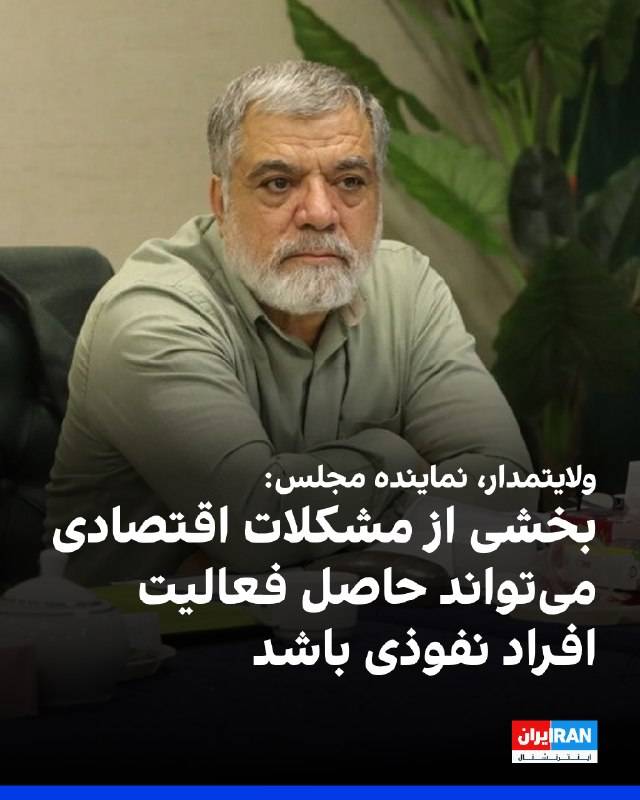 ولایتمدار، نماینده مجلس:
بخشی از مشکلات اقتصادی
می‌تواند حاصل فعالیت
افراد نفوذی باشد
ایران IRAN
اینترنشنال